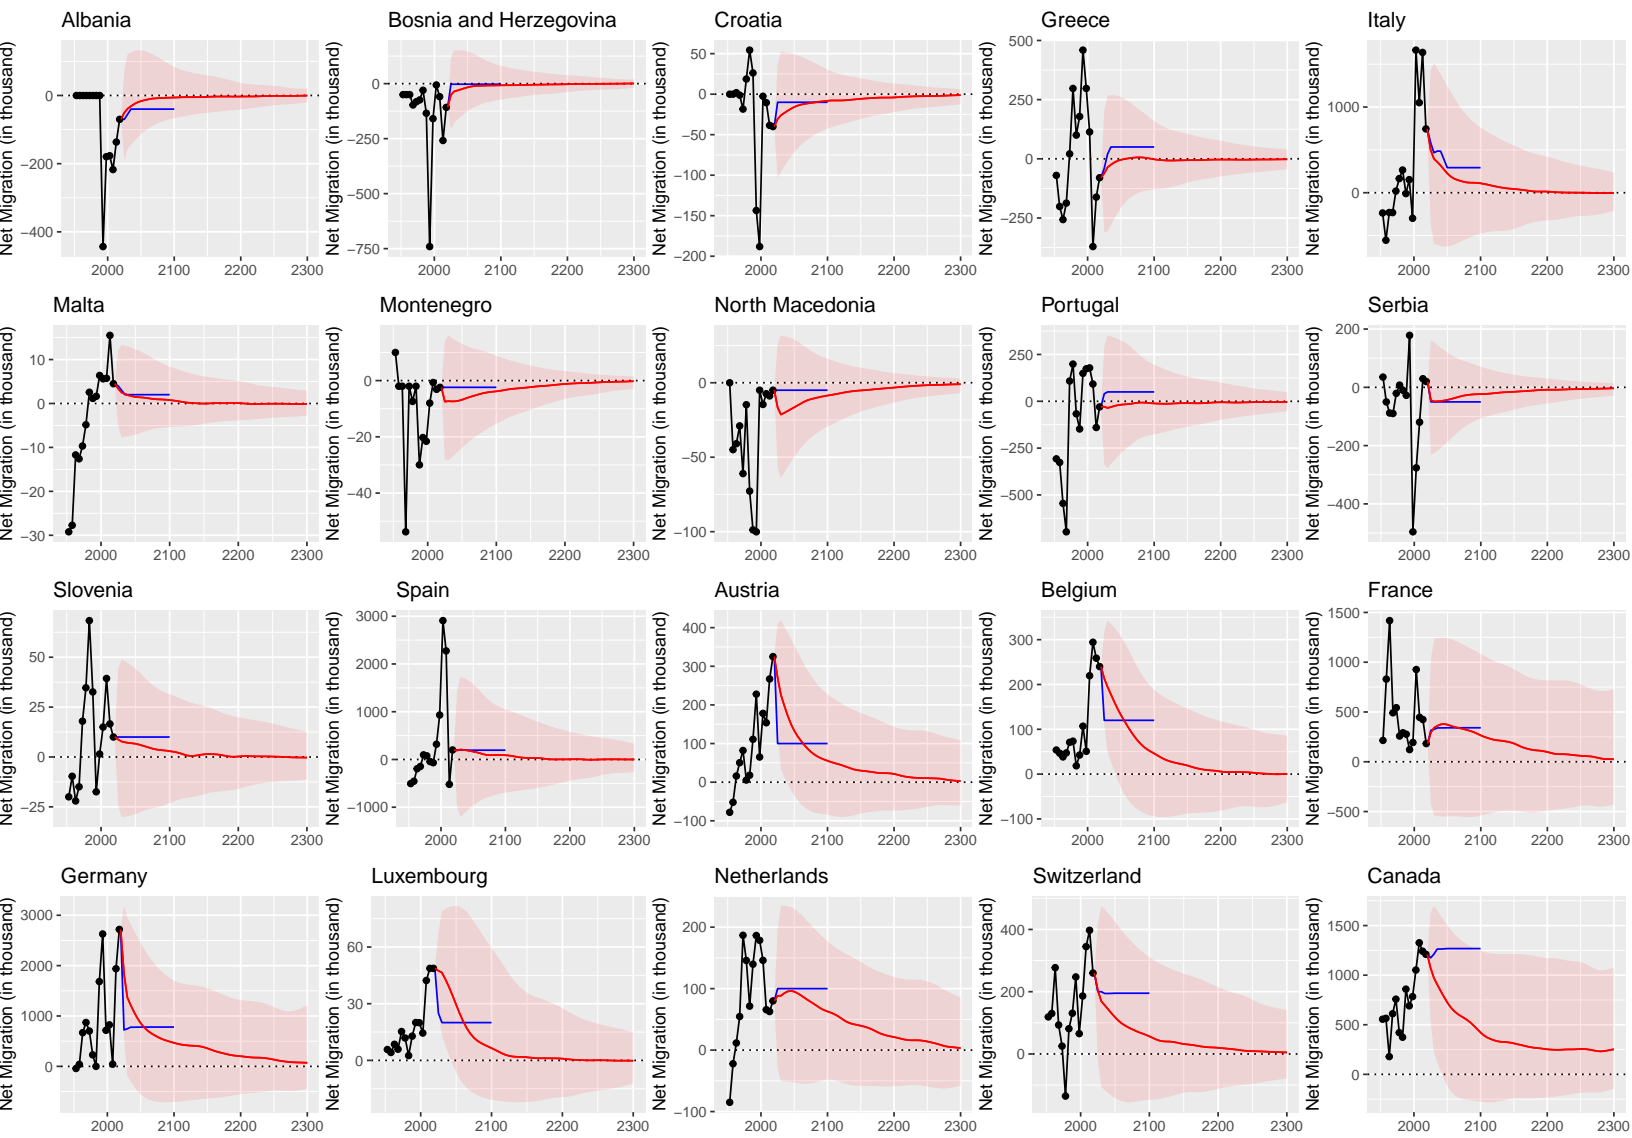 Albania
Bosnia and Herzegovina
Croatia
Greece
Italy
Net Migration (in thousand)
0
−200
−400
2000 2100 2200 2300
Net Migration (in thousand)
0
−250
−500
−750
2000 2100 2200 2300
Net Migration (in thousand)
50
0
−50
−100
−150
−200
2000 2100 2200 2300
Net Migration (in thousand)
500
250
0
−250
2000 2100 2200 2300
Net Migration (in thousand)
1000
0
2000 2100 2200 2300
Malta
Montenegro
North Macedonia
Portugal
Serbia
Net Migration (in thousand)
10
0
−10
−20
−30
2000 2100 2200 2300
Net Migration (in thousand)
0
−20
−40
2000 2100 2200 2300
Net Migration (in thousand)
0
−50
−100
2000 2100 2200 2300
Net Migration (in thousand)
250
0
−250
−500
2000 2100 2200 2300
Net Migration (in thousand)
200
0
−200
−400
2000 2100 2200 2300
Slovenia
Spain
Austria
Belgium
France
Net Migration (in thousand)
50
25
0
−25
2000 2100 2200 2300
Net Migration (in thousand)
3000
2000
1000
0
−1000
2000 2100 2200 2300
Net Migration (in thousand)
400
300
200
100
0
−100
2000 2100 2200 2300
Net Migration (in thousand)
300
200
100
0
−100
2000 2100 2200 2300
Net Migration (in thousand)
1500
1000
500
0
−500
2000 2100 2200 2300
Germany
Luxembourg
Netherlands
Switzerland
Canada
Net Migration (in thousand)
3000
2000
1000
0
2000 2100 2200 2300
Net Migration (in thousand)
60
30
0
2000 2100 2200 2300
Net Migration (in thousand)
200
100
0
−100
2000 2100 2200 2300
Net Migration (in thousand)
400
200
0
2000 2100 2200 2300
Net Migration (in thousand)
1500
1000
500
0
2000 2100 2200 2300